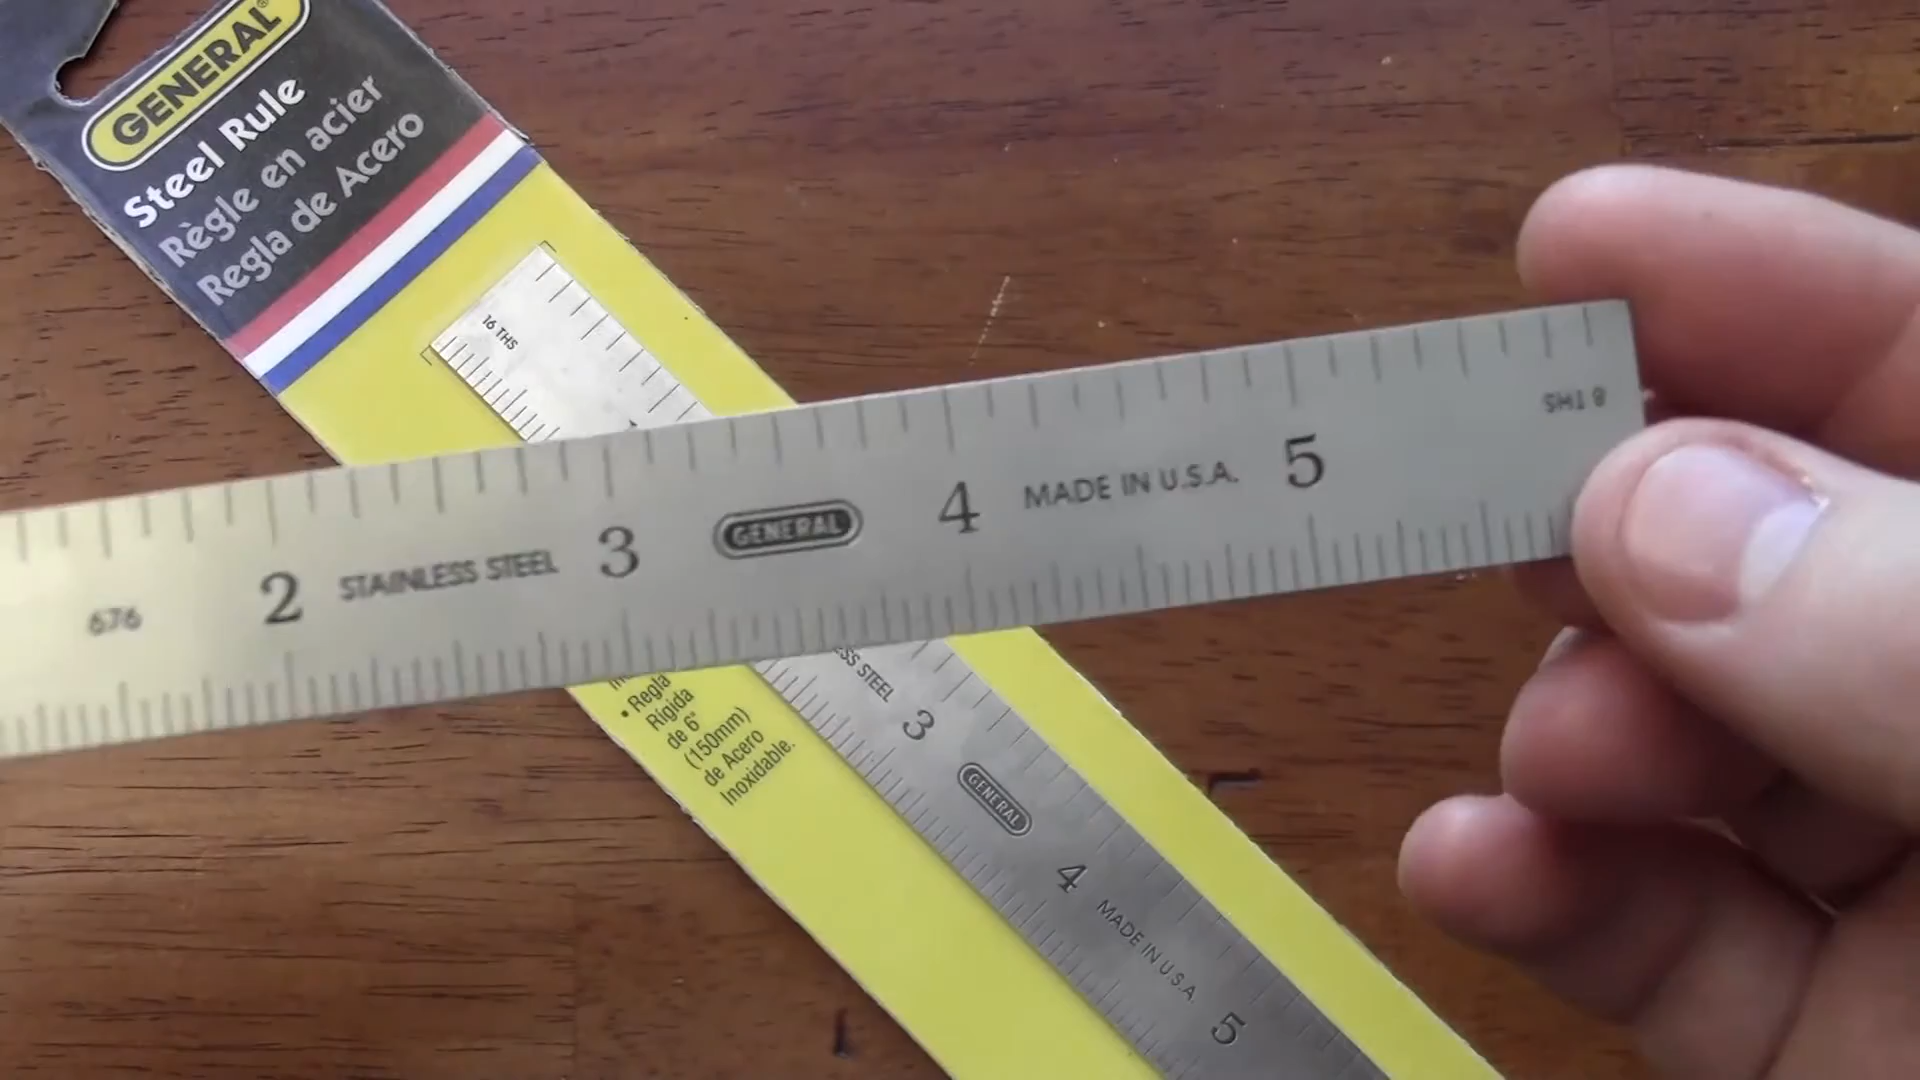 GENERAL®
Steel Rule
Règle en acier
Regla de Acero
16 THS
8 THS
2 STAINLESS STEEL 3 GENERAL 4 MADE IN U.S.A. 5
676
• Regla
Rígida
de 6"
(150mm)
de Acero
Inoxidable.
STEEL 3 GENERAL 4 MADE IN U.S.A. 5